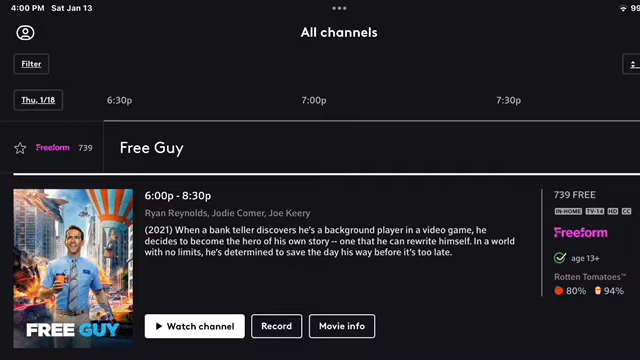 4:00 PM Sat Jan 13
All channels
Filter
Thu, 1/18
6:30p 7:00p 7:30p
Freeform 739
Free Guy
6:00p - 8:30p
Ryan Reynolds, Jodie Comer, Joe Keery
(2021) When a bank teller discovers he's a background player in a video game, he
decides to become the hero of his own story -- one that he can rewrite himself. In a world
with no limits, he's determined to save the day his way before it's too late.
Watch channel
Record
Movie info
739 FREE
IN-HOME TV-14 HD CC
Freeform
age 13+
Rotten Tomatoes™
80% 94%
FREE GUY